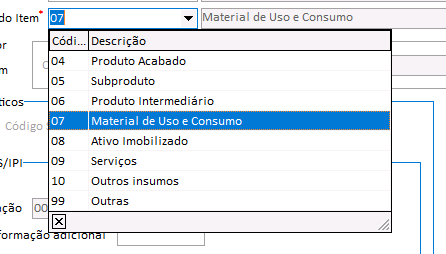 do Item* 07 Material de Uso e Consumo
Códi... Descrição
or
04 Produto Acabado
m
05 Subproduto
ticos
06 Produto Intermediário
07 Material de Uso e Consumo
Código
08 Ativo Imobilizado
S/IPI
09 Serviços
10 Outros insumos
ação 00
99 Outras
formação adicional